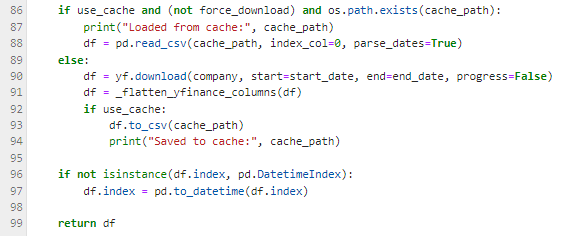 86 if use_cache and (not force_download) and os.path.exists(cache_path):
87     print("Loaded from cache:", cache_path)
88     df = pd.read_csv(cache_path, index_col=0, parse_dates=True)
89 else:
90     df = yf.download(company, start=start_date, end=end_date, progress=False)
91     df = _flatten_yfinance_columns(df)
92     if use_cache:
93         df.to_csv(cache_path)
94         print("Saved to cache:", cache_path)
95
96 if not isinstance(df.index, pd.DatetimeIndex):
97     df.index = pd.to_datetime(df.index)
98
99 return df